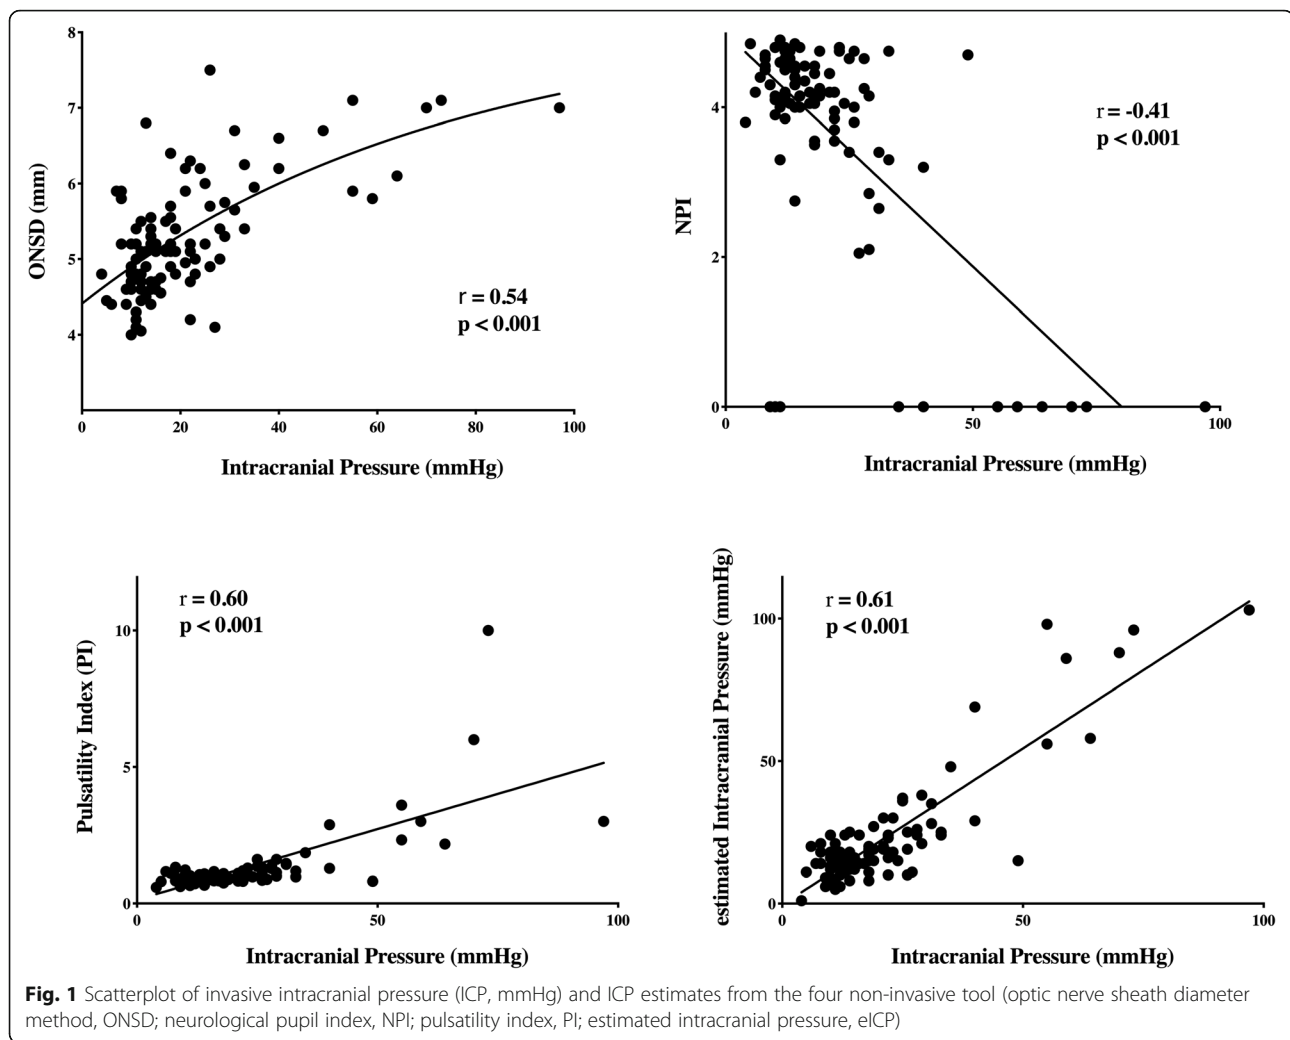 8
7
6
5
4
ONSD (mm)
r = 0.54
p < 0.001
0
20
40
60
80
100
Intracranial Pressure (mmHg)
4
2
0
NPI
r = -0.41
p < 0.001
0
50
100
Intracranial Pressure (mmHg)
10
5
0
Pulsatility Index (PI)
r = 0.60
p < 0.001
0
50
100
Intracranial Pressure (mmHg)
100
50
0
estimated Intracranial Pressure (mmHg)
r = 0.61
p < 0.001
0
50
100
Intracranial Pressure (mmHg)
Fig. 1 Scatterplot of invasive intracranial pressure (ICP, mmHg) and ICP estimates from the four non-invasive tool (optic nerve sheath diameter
method, ONSD; neurological pupil index, NPI; pulsatility index, PI; estimated intracranial pressure, eICP)